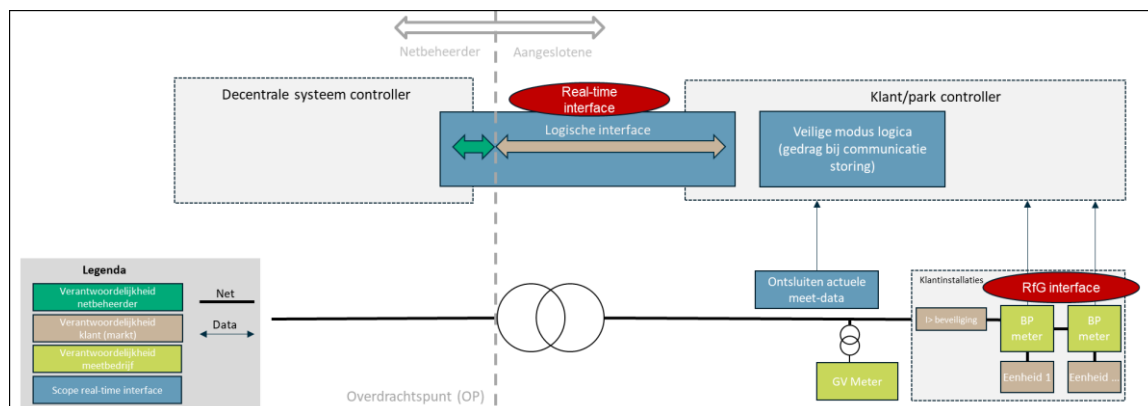 Netbeheerder
Aangeslotene
Decentrale systeem controller
Real-time
interface
Logische interface
Klant/park controller
Veilige modus logica
(gedrag bij communicatie
storing)
Legenda
Verantwoordelijkheid
netbeheerder
Verantwoordelijkheid
klant (markt)
Verantwoordelijkheid
meetbedrijf
Scope real-time interface
Net
Data
Overdrachtspunt (OP)
Ontsluiten actuele
meet-data
GV Meter
Klantinstallaties
RfG interface
I> beveiliging
BP
meter
BP
meter
Eenheid 1
Eenheid ...